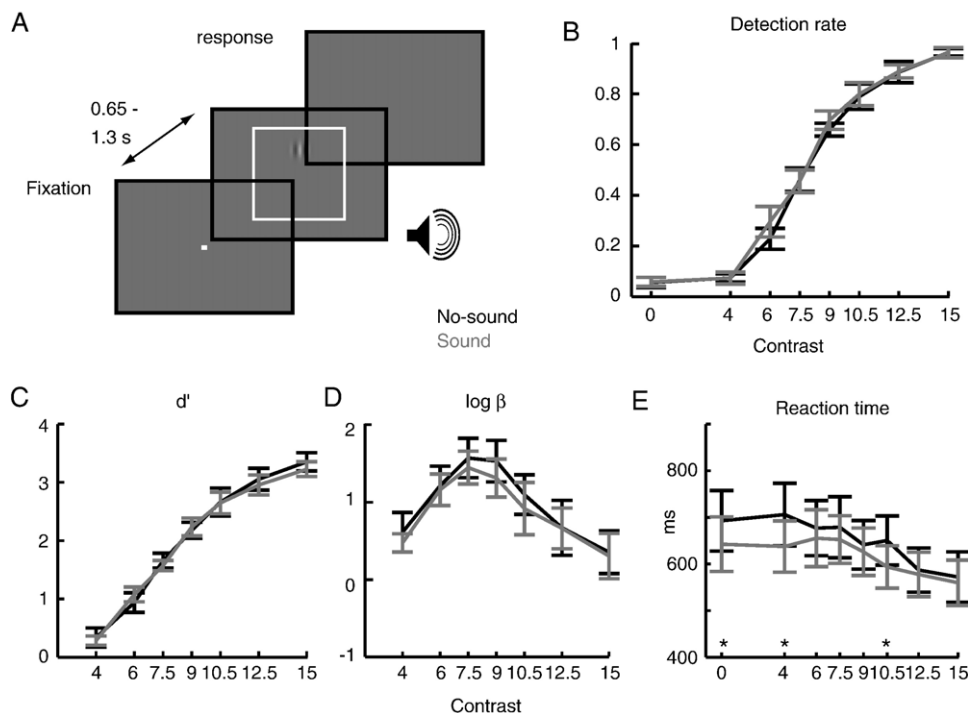 A
response
0.65 -
1.3 s
Fixation
No-sound
Sound
B
Detection rate
1
0.8
0.6
0.4
0.2
0
0 4 6 7.5 9 10.5 12.5 15
Contrast
C
d'
4
3
2
1
0
4 6 7.5 9 10.5 12.5 15
D
log β
2
1
0
-1
4 6 7.5 9 10.5 12.5 15
Contrast
E
Reaction time
800
ms
600
400
* * *
0 4 6 7.5 9 10.5 12.5 15